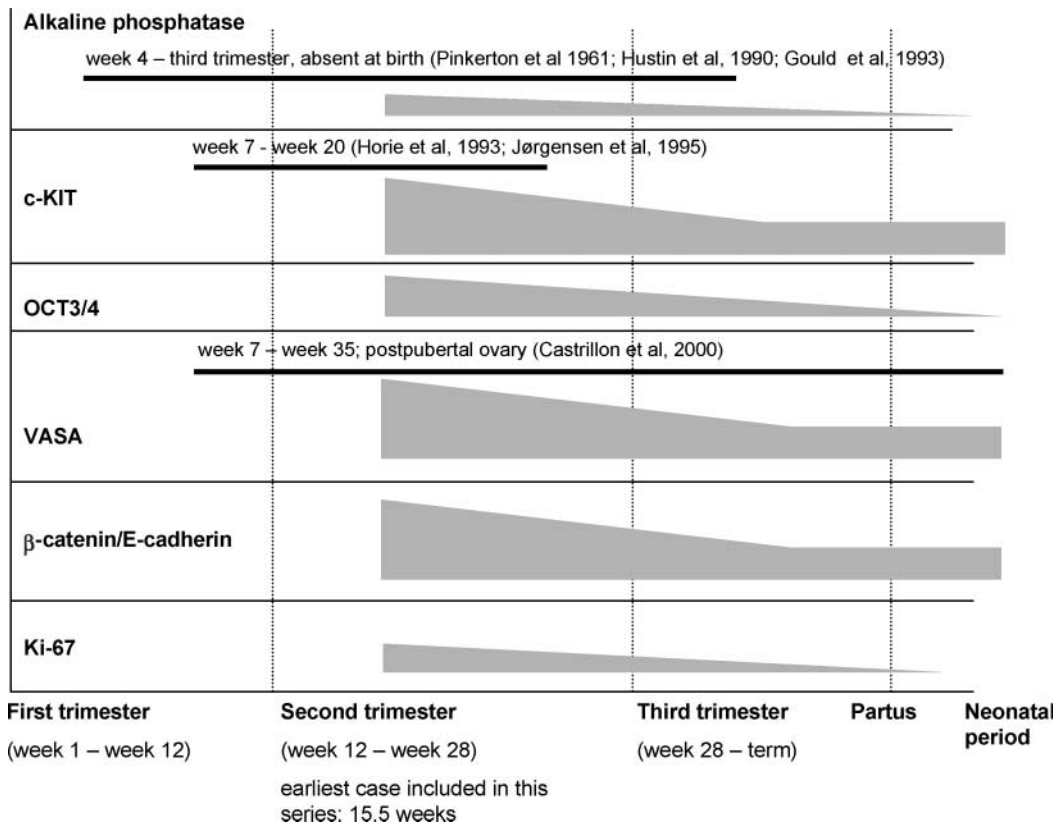 Alkaline phosphatase
week 4 – third trimester, absent at birth (Pinkerton et al 1961; Hustin et al, 1990; Gould et al, 1993)
week 7 - week 20 (Horie et al, 1993; Jørgensen et al, 1995)
c-KIT
OCT3/4
week 7 – week 35; postpubertal ovary (Castrillon et al, 2000)
VASA
β-catenin/E-cadherin
Ki-67
First trimester
(week 1 – week 12)
Second trimester
(week 12 – week 28)
earliest case included in this
series: 15.5 weeks
Third trimester
(week 28 – term)
Partus
Neonatal
period